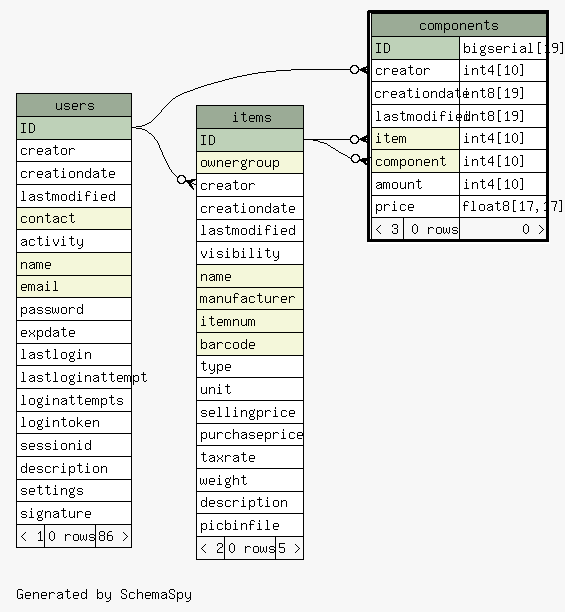 components
ID bigserial[19]
creator int4[10]
creationdate int8[19]
lastmodified int8[19]
item int4[10]
component int4[10]
amount int4[10]
price float8[17,17]
< 3 0 rows 0 >
users
ID
creator
creationdate
lastmodified
contact
activity
name
email
password
expdate
lastlogin
lastloginattempt
loginattempts
logintoken
sessionid
description
settings
signature
< 1 0 rows 86 >
items
ID
ownergroup
creator
creationdate
lastmodified
visibility
name
manufacturer
itemnum
barcode
type
unit
sellingprice
purchaseprice
taxrate
weight
description
picbinfile
< 2 0 rows 5 >
Generated by SchemaSpy